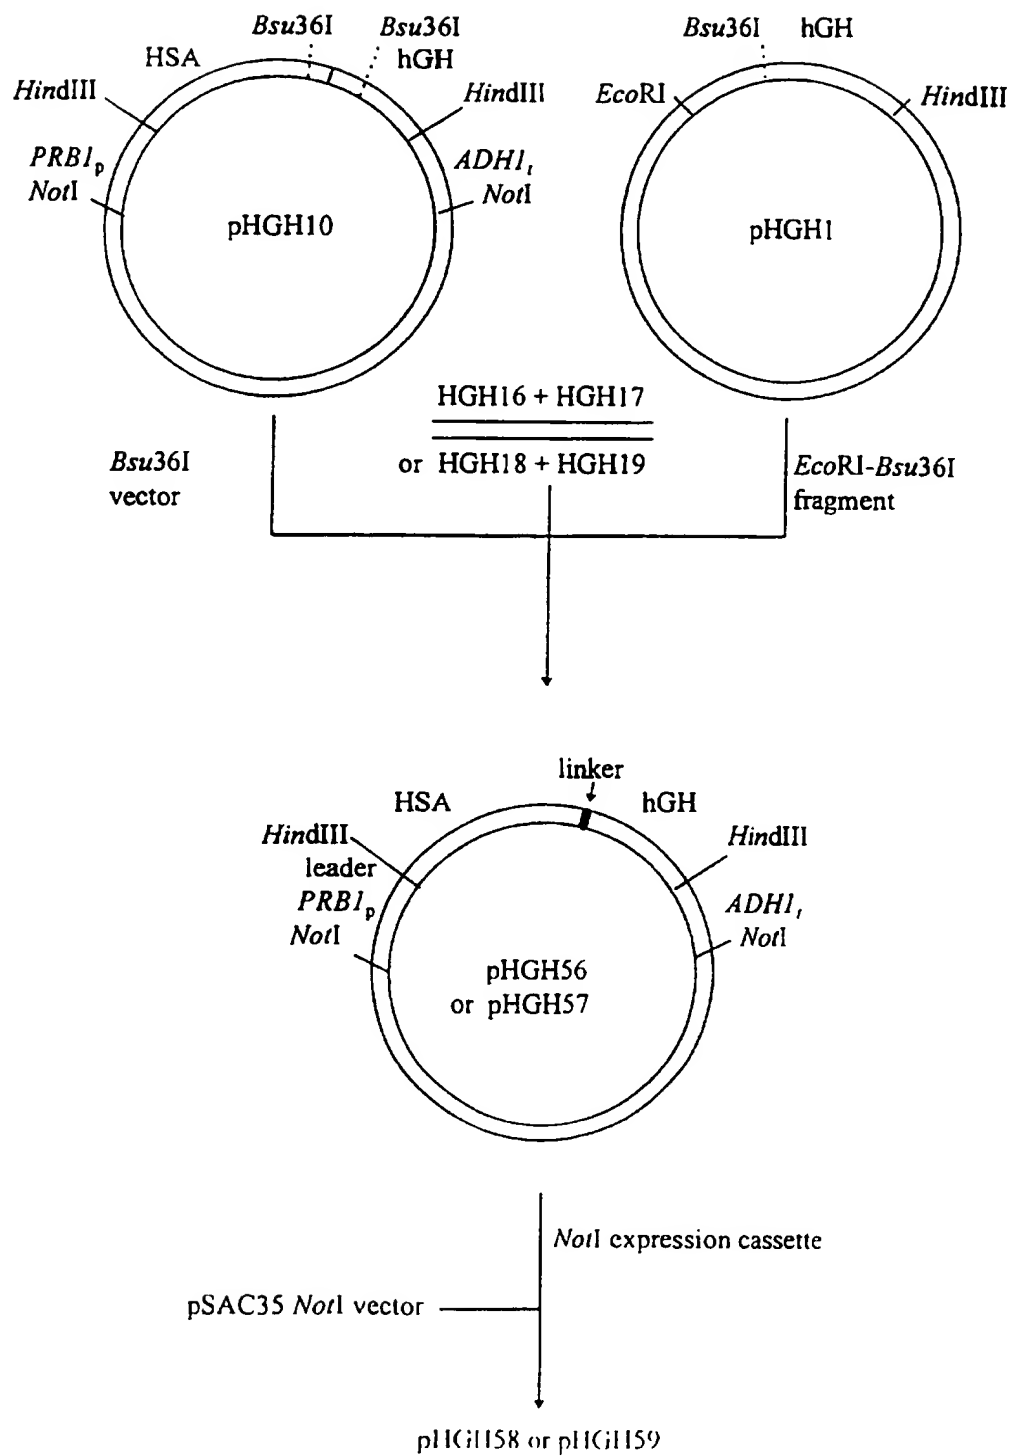 Bsu36I
Bsu36I
HSA
hGH
HindIII
HindIII
PRB1p
ADH1t
NotI
NotI
pHGH10
Bsu36I hGH
EcoRI
HindIII
pHGH1
HGH16 + HGH17
or HGH18 + HGH19
Bsu36I
vector
EcoRI-Bsu36I
fragment
linker
HSA
hGH
HindIII
HindIII
leader
PRB1p
ADH1t
NotI
NotI
pHGH56
or pHGH57
NotI expression cassette
pSAC35 NotI vector
pHGH58 or pHGH59